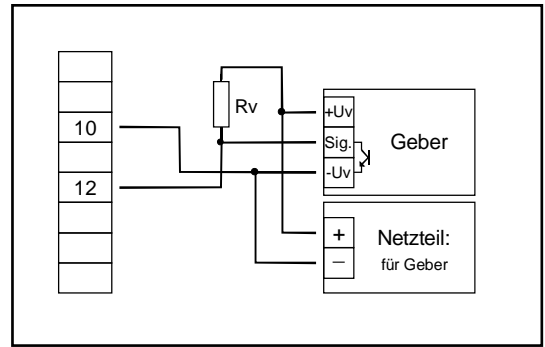 10
12
Rv
+Uv
Sig.
-Uv
Geber
+
−
Netzteil:
für Geber